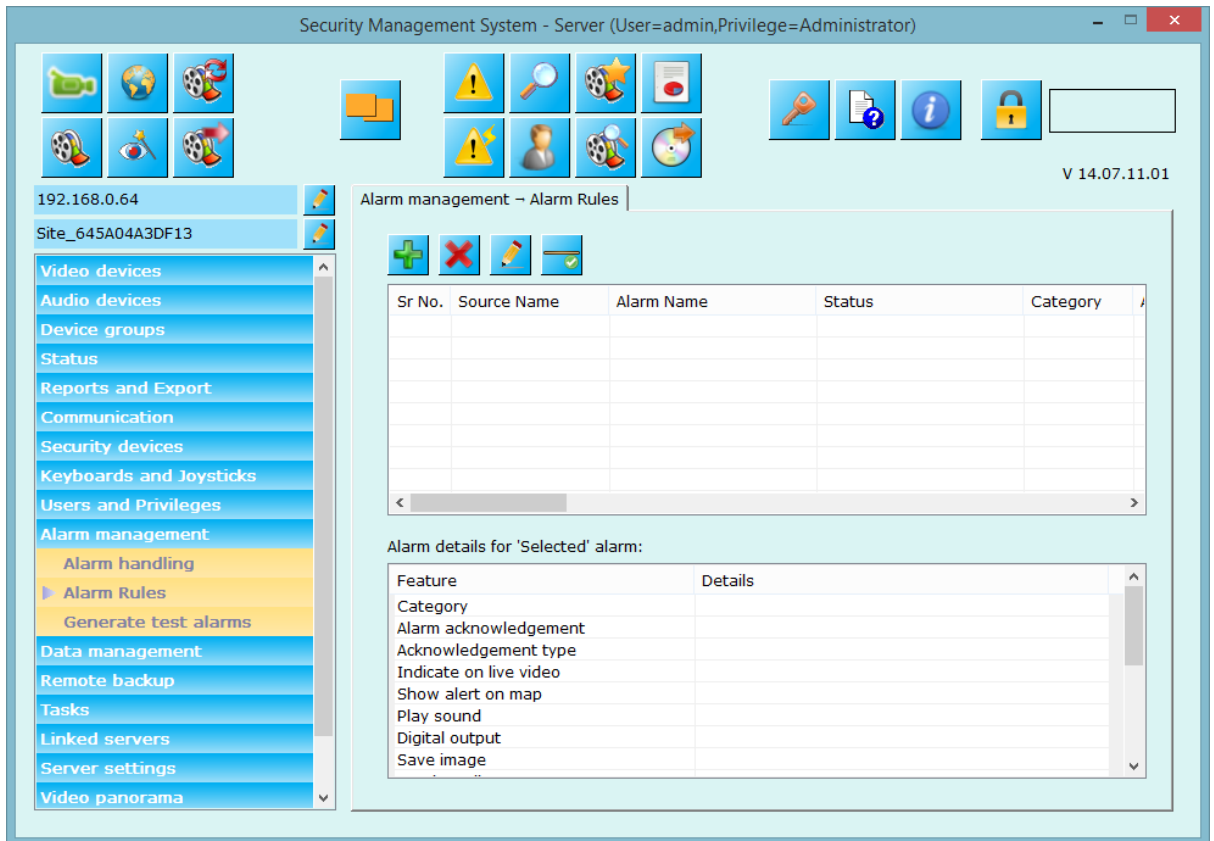 Security Management System - Server (User=admin,Privilege=Administrator)
V 14.07.11.01
192.168.0.64
Site_645A04A3DF13
Video devices
Audio devices
Device groups
Status
Reports and Export
Communication
Security devices
Keyboards and Joysticks
Users and Privileges
Alarm management
Alarm handling
Alarm Rules
Generate test alarms
Data management
Remote backup
Tasks
Linked servers
Server settings
Video panorama
Alarm management → Alarm Rules
Sr No. Source Name Alarm Name Status Category
Alarm details for 'Selected' alarm:
Feature Details
Category
Alarm acknowledgement
Acknowledgement type
Indicate on live video
Show alert on map
Play sound
Digital output
Save image